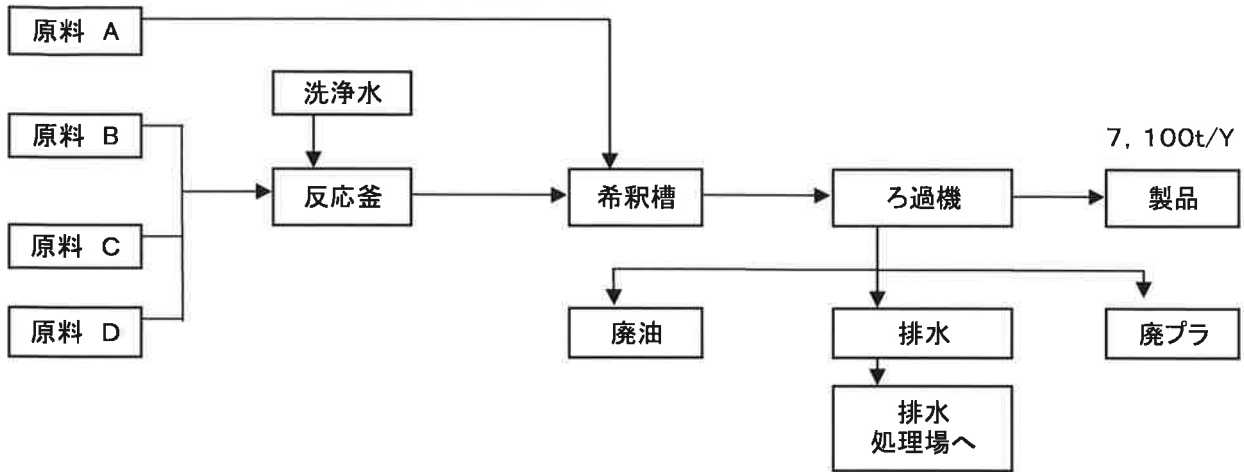 原料 A
洗浄水
原料 B
7, 100t/Y
反応釜
希釈槽
ろ過機
製品
原料 C
原料 D
廃油
排水
廃プラ
排水
処理場へ